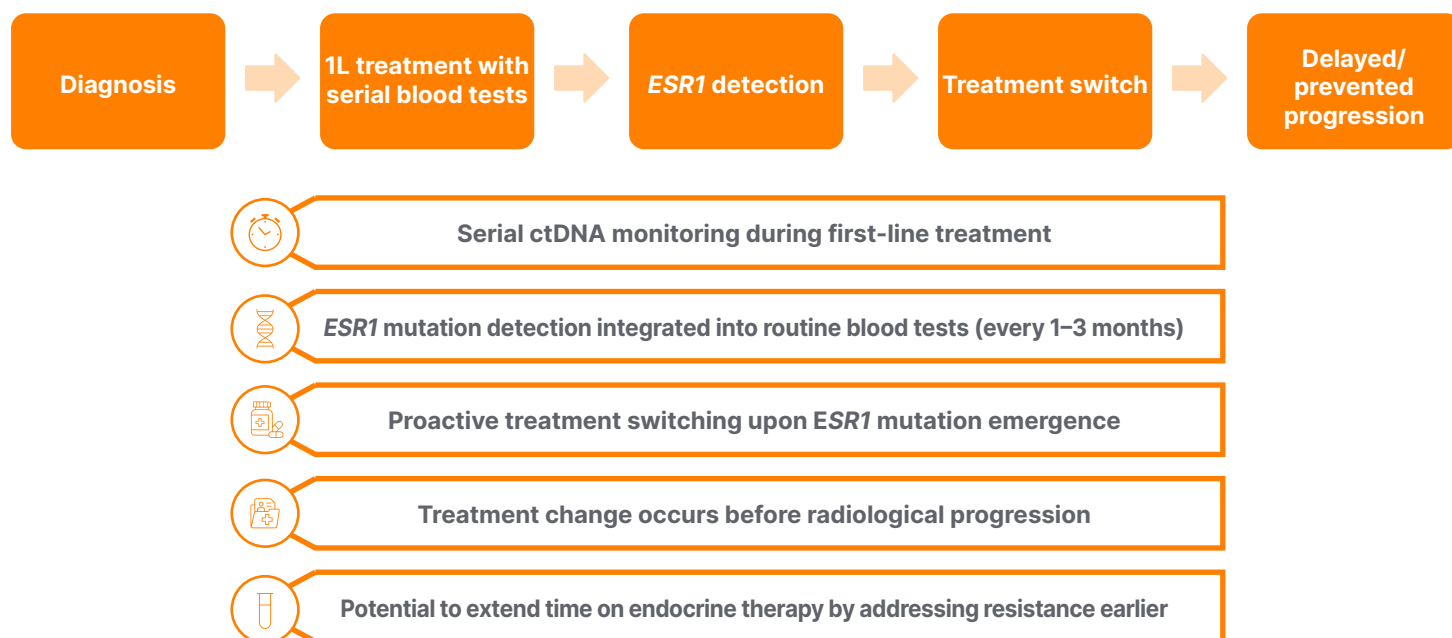 Diagnosis
1L treatment with
serial blood tests
ESR1 detection
Treatment switch
Delayed/
prevented
progression
Serial ctDNA monitoring during first-line treatment
ESR1 mutation detection integrated into routine blood tests (every 1–3 months)
Proactive treatment switching upon ESR1 mutation emergence
Treatment change occurs before radiological progression
Potential to extend time on endocrine therapy by addressing resistance earlier